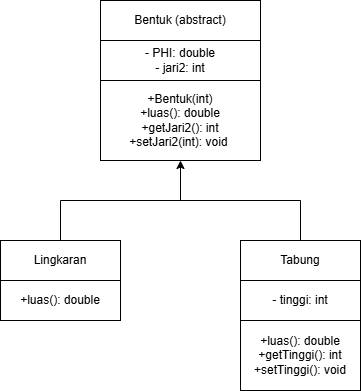 Bentuk (abstract)
- PHI: double
- jari2: int
+Bentuk(int)
+luas(): double
+getJari2(): int
+setJari2(int): void
Lingkaran
+luas(): double
Tabung
- tinggi: int
+luas(): double
+getTinggi(): int
+setTinggi(): void